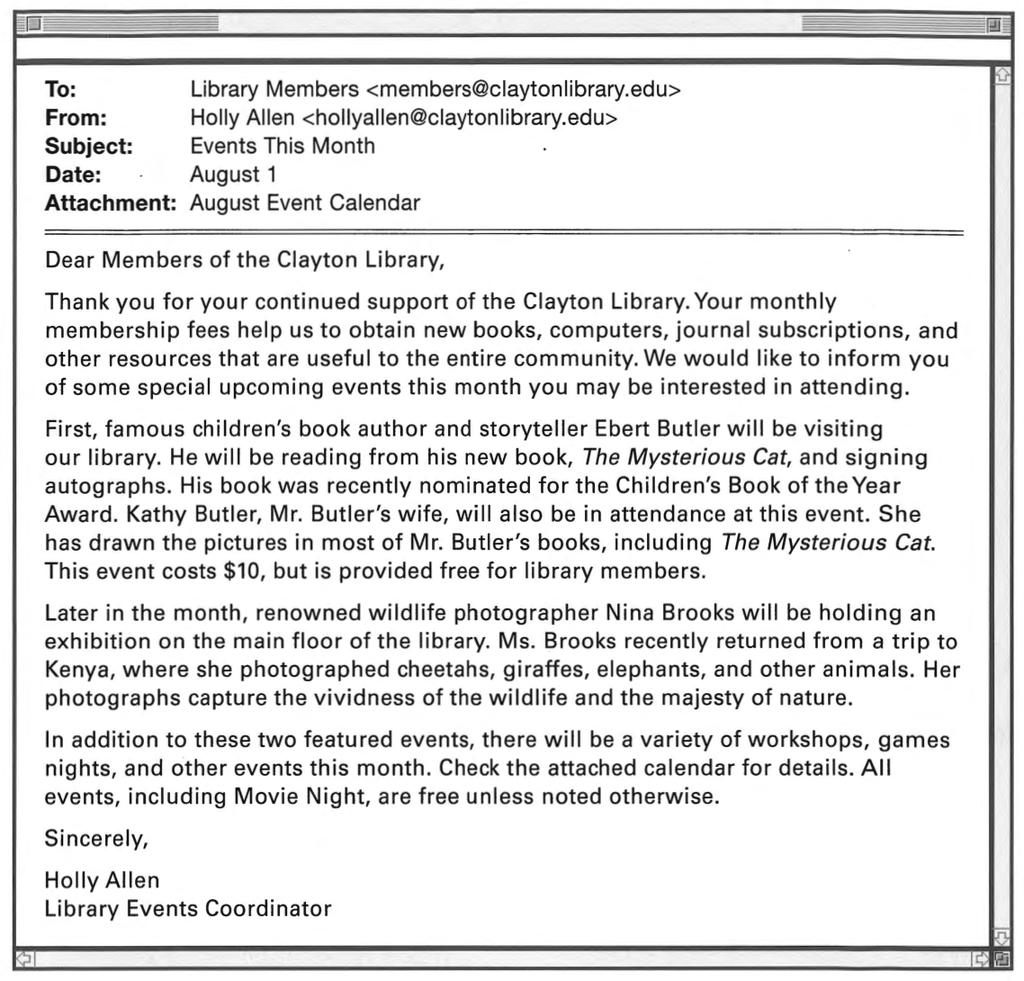 To: Library Members <members@claytonlibrary.edu>
From: Holly Allen <hollyallen@claytonlibrary.edu>
Subject: Events This Month
Date: August 1
Attachment: August Event Calendar
Dear Members of the Clayton Library,
Thank you for your continued support of the Clayton Library. Your monthly
membership fees help us to obtain new books, computers, journal subscriptions, and
other resources that are useful to the entire community. We would like to inform you
of some special upcoming events this month you may be interested in attending.
First, famous children's book author and storyteller Ebert Butler will be visiting
our library. He will be reading from his new book, The Mysterious Cat, and signing
autographs. His book was recently nominated for the Children's Book of the Year
Award. Kathy Butler, Mr. Butler's wife, will also be in attendance at this event. She
has drawn the pictures in most of Mr. Butler's books, including The Mysterious Cat.
This event costs $10, but is provided free for library members.
Later in the month, renowned wildlife photographer Nina Brooks will be holding an
exhibition on the main floor of the library. Ms. Brooks recently returned from a trip to
Kenya, where she photographed cheetahs, giraffes, elephants, and other animals. Her
photographs capture the vividness of the wildlife and the majesty of nature.
In addition to these two featured events, there will be a variety of workshops, games
nights, and other events this month. Check the attached calendar for details. All
events, including Movie Night, are free unless noted otherwise.
Sincerely,
Holly Allen
Library Events Coordinator